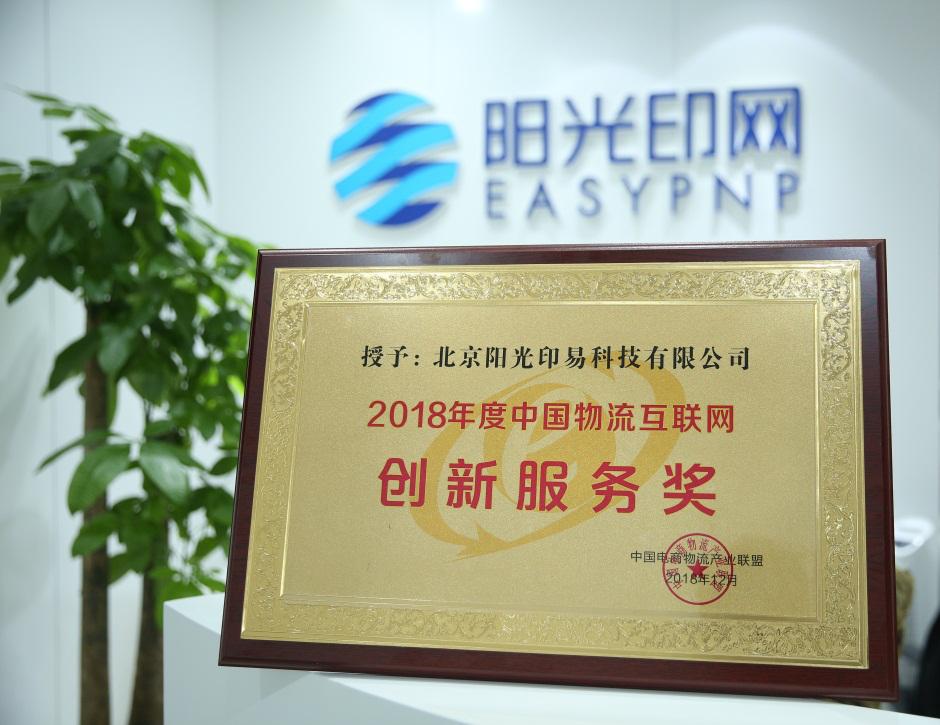 阳光印网
EASYPNP
授予：北京阳光印易科技有限公司
2018年度中国物流互联网
创新服务奖
中国电商物流产业联盟
2018年12月